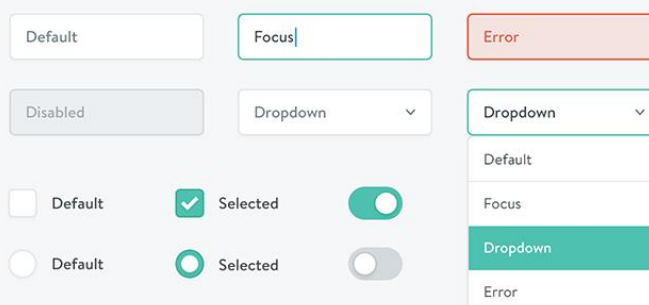 Default
Focus
Error
Disabled
Dropdown
Dropdown
Default
Default
Selected
Focus
Dropdown
Default
Selected
Error